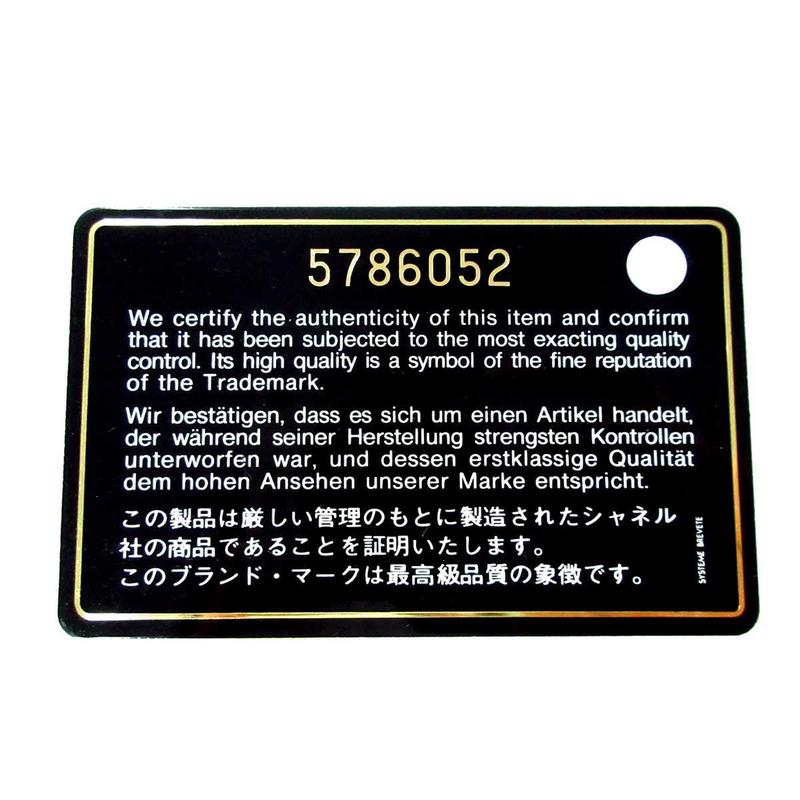 5786052
We certify the authenticity of this item and confirm
that it has been subjected to the most exacting quality
control. Its high quality is a symbol of the fine reputation
of the Trademark.
Wir bestätigen, dass es sich um einen Artikel handelt,
der während seiner Herstellung strengsten Kontrollen
unterworfen war, und dessen erstklassige Qualität
dem hohen Ansehen unserer Marke entspricht.
この製品は厳しい管理のもとに製造されたシャネル
社の商品であることを証明いたします。
このブランド・マークは最高級品質の象徴です。
SYSTEME BREVETE